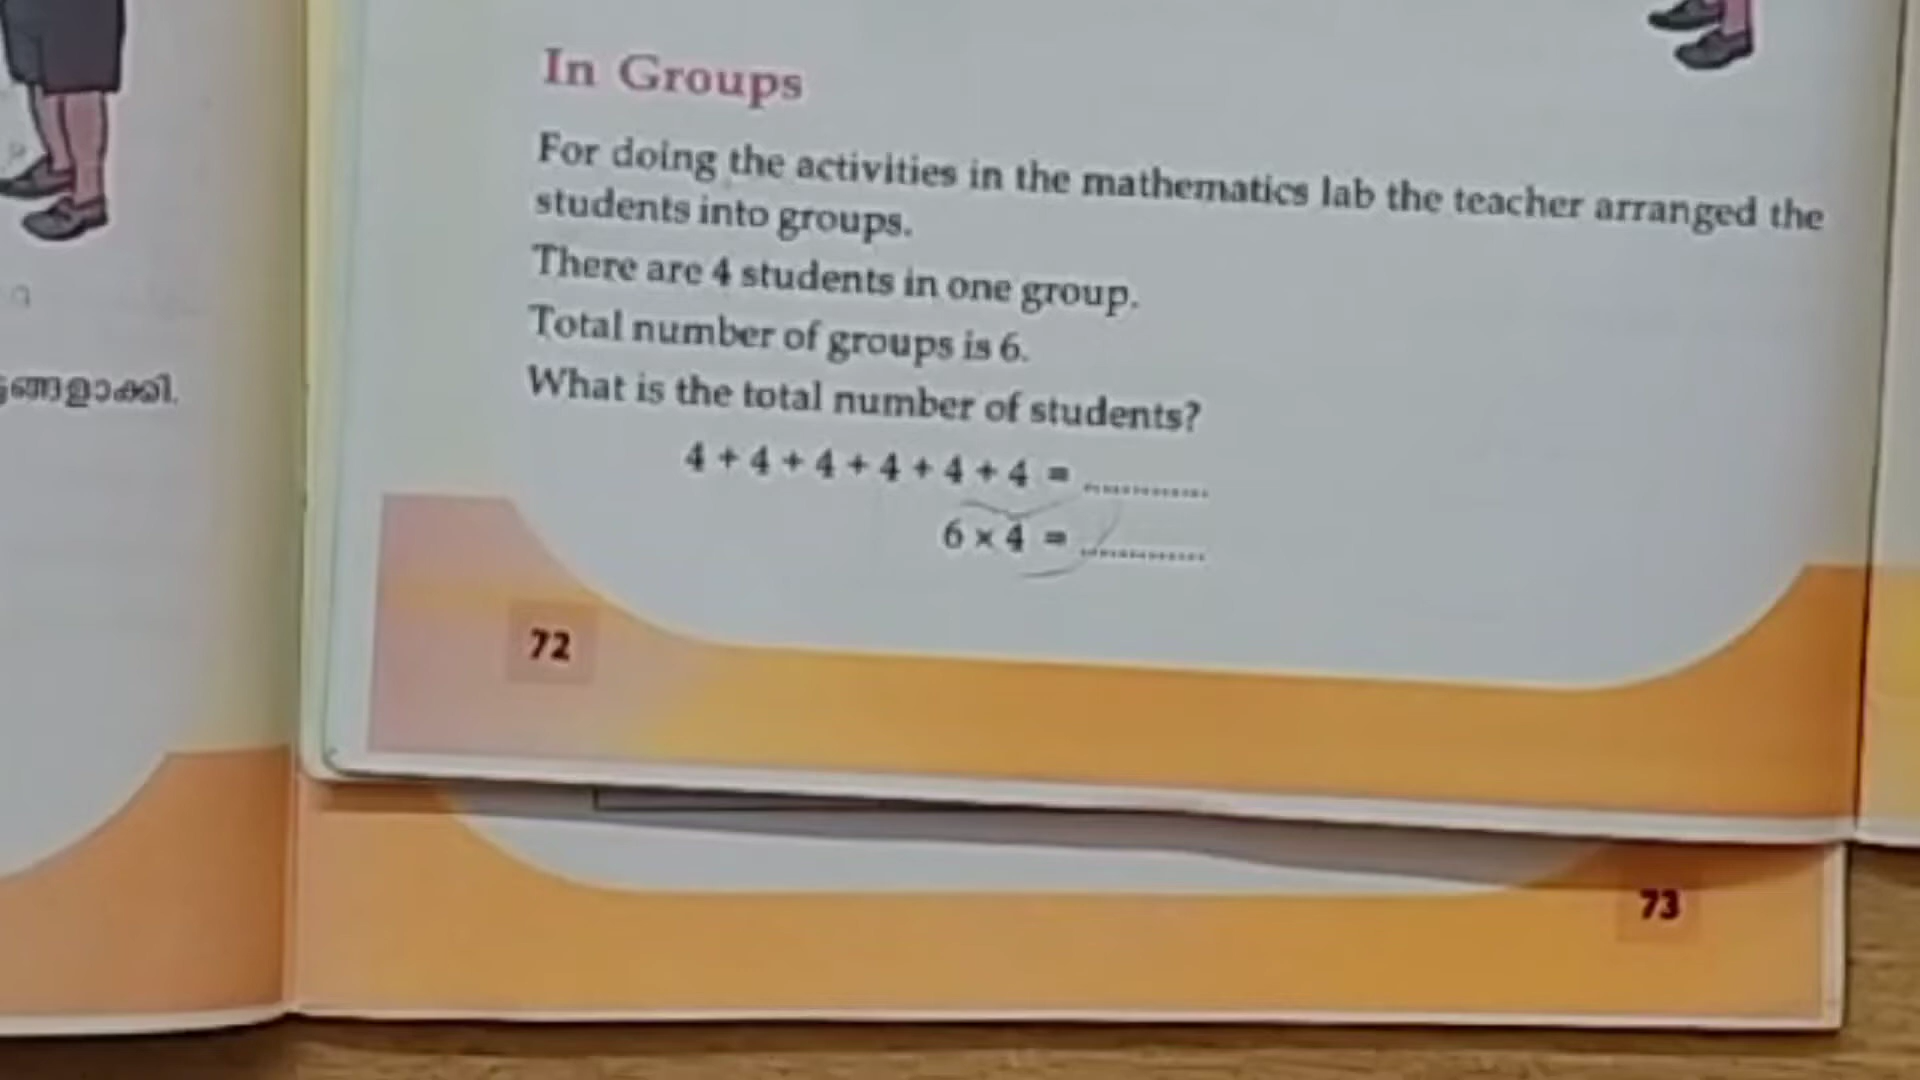 ങ്ങളാക്കി.
In Groups
For doing the activities in the mathematics lab the teacher arranged the
students into groups.
There are 4 students in one group.
Total number of groups is 6.
What is the total number of students?
4 + 4 + 4 + 4 + 4 + 4 = ............
6 × 4 = ............
72
73